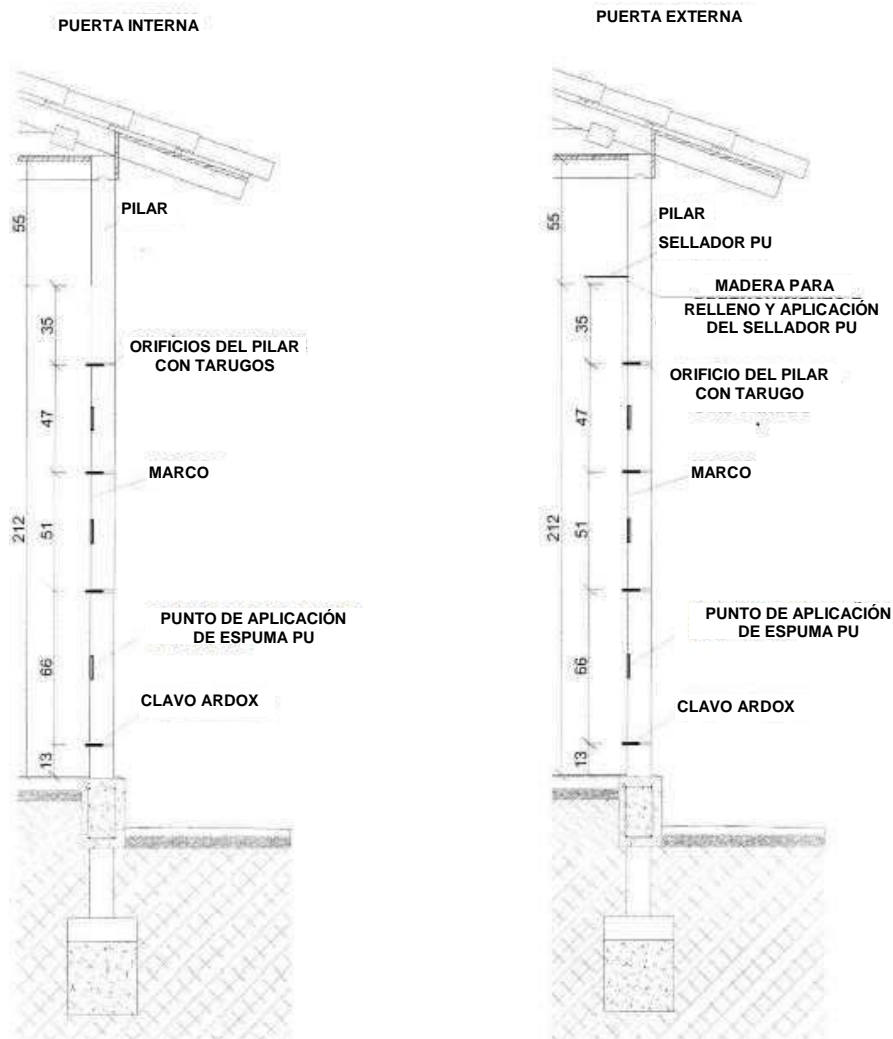 PUERTA INTERNA
55
PILAR
35
ORIFICIOS DEL PILAR
CON TARUGOS
47
MARCO
212
51
PUNTO DE APLICACIÓN
DE ESPUMA PU
66
CLAVO ARDOX
13
PUERTA EXTERNA
55
PILAR
SELLADOR PU
MADERA PARA
RELLENO Y APLICACIÓN
DEL SELLADOR PU
35
ORIFICIO DEL PILAR
CON TARUGO
47
MARCO
212
51
PUNTO DE APLICACIÓN
DE ESPUMA PU
66
CLAVO ARDOX
13